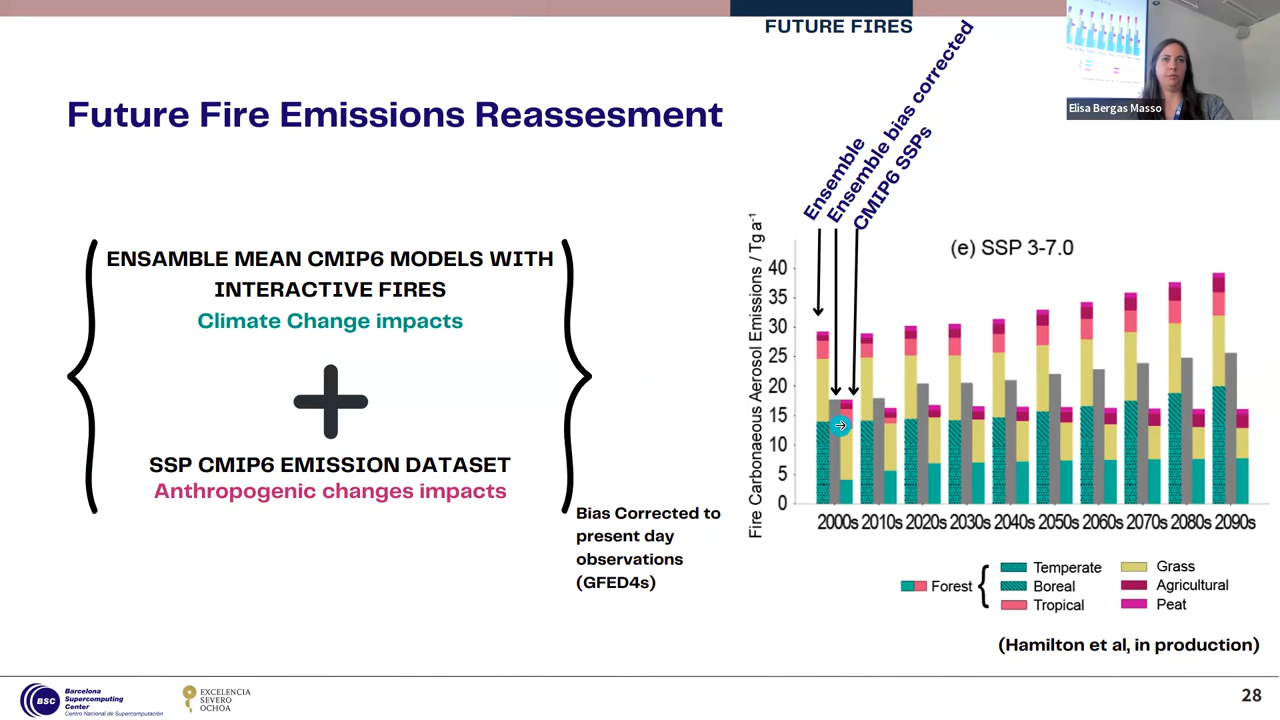 FUTURE FIRES
Elisa Bergas Masso
Future Fire Emissions Reassesment
ENSAMBLE MEAN CMIP6 MODELS WITH
INTERACTIVE FIRES
Climate Change impacts
SSP CMIP6 EMISSION DATASET
Anthropogenic changes impacts
Bias Corrected to
present day
observations
(GFED4s)
Ensemble
Ensemble bias corrected
CMIP6 SSPs
(e) SSP 3-7.0
Fire Carbonaeous Aerosol Emissions / Tg a⁻¹
40
35
30
25
20
15
10
5
0
2000s 2010s 2020s 2030s 2040s 2050s 2060s 2070s 2080s 2090s
Forest
Temperate
Boreal
Tropical
Grass
Agricultural
Peat
(Hamilton et al, in production)
BSC
Barcelona
Supercomputing
Center
Centro Nacional de Supercomputación
EXCELENCIA
SEVERO
OCHOA
28